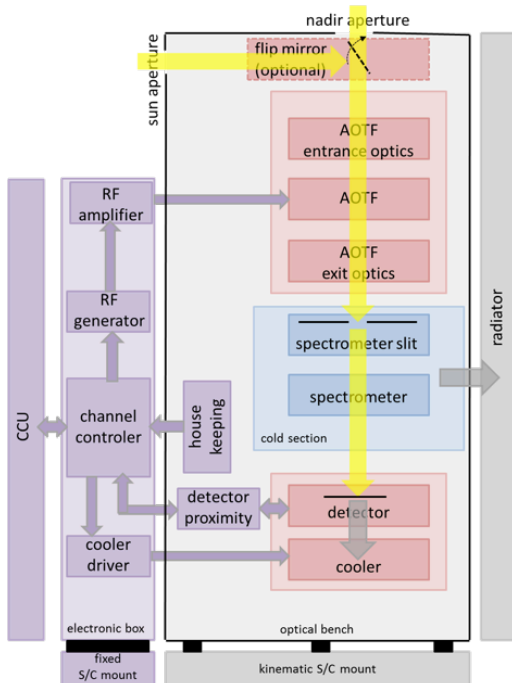 nadir aperture
sun aperture
flip mirror
(optional)
AOTF
entrance optics
RF
amplifier
AOTF
AOTF
exit optics
RF
generator
radiator
spectrometer slit
CCU
channel
controler
house
keeping
spectrometer
cold section
detector
proximity
detector
cooler
driver
cooler
electronic box
optical bench
fixed
S/C mount
kinematic S/C mount